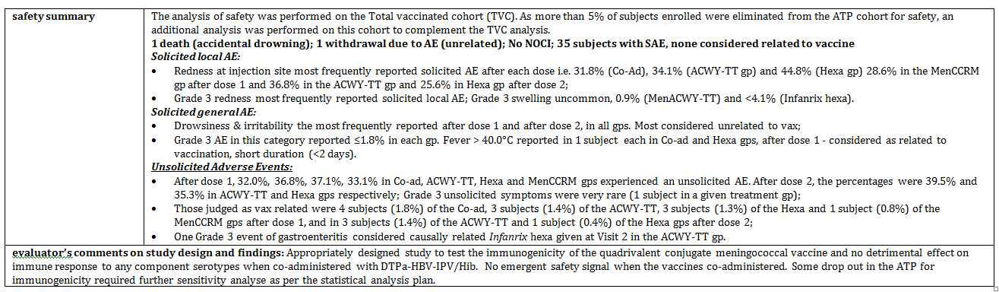 safety summary
The analysis of safety was performed on the Total vaccinated cohort (TVC). As more than 5% of subjects enrolled were eliminated from the ATP cohort for safety, an
additional analysis was performed on this cohort to complement the TVC analysis.
1 death (accidental drowning); 1 withdrawal due to AE (unrelated); No NOCI; 35 subjects with SAE, none considered related to vaccine
Solicited local AE:
• Redness at injection site most frequently reported solicited AE after each dose i.e. 31.8% (Co-Ad), 34.1% (ACWY-TT gp) and 44.8% (Hexa gp) 28.6% in the MenCCRM
gp after dose 1 and 36.8% in the ACWY-TT gp and 25.6% in Hexa gp after dose 2;
• Grade 3 redness most frequently reported solicited local AE; Grade 3 swelling uncommon, 0.9% (MenACWY-TT) and <4.1% (Infanrix hexa).
Solicited general AE:
• Drowsiness & irritability the most frequently reported after dose 1 and after dose 2, in all gps. Most considered unrelated to vax;
• Grade 3 AE in this category reported ≤1.8% in each gp. Fever > 40.0°C reported in 1 subject each in Co-ad and Hexa gps, after dose 1 - considered as related to
vaccination, short duration (<2 days).
Unsolicited Adverse Events:
• After dose 1, 32.0%, 36.8%, 37.1%, 33.1% in Co-ad, ACWY-TT, Hexa and MenCCRM gps experienced an unsolicited AE. After dose 2, the percentages were 39.5% and
35.3% in ACWY-TT and Hexa gps respectively; Grade 3 unsolicited symptoms were very rare (1 subject in a given treatment gp);
• Those judged as vax related were 4 subjects (1.8%) of the Co-ad, 3 subjects (1.4%) of the ACWY-TT, 3 subjects (1.3%) of the Hexa and 1 subject (0.8%) of the
MenCCRM gps after dose 1, and in 3 subjects (1.4%) of the ACWY-TT and 1 subject (0.4%) of the Hexa gps after dose 2;
• One Grade 3 event of gastroenteritis considered causally related Infanrix hexa given at Visit 2 in the ACWY-TT gp.
evaluator's comments on study design and findings: Appropriately designed study to test the immunogenicity of the quadrivalent conjugate meningococcal vaccine and no detrimental effect on
immune response to any component serotypes when co-administered with DTPa-HBV-IPV/Hib. No emergent safety signal when the vaccines co-administered. Some drop out in the ATP for
immunogenicity required further sensitivity analyse as per the statistical analysis plan.